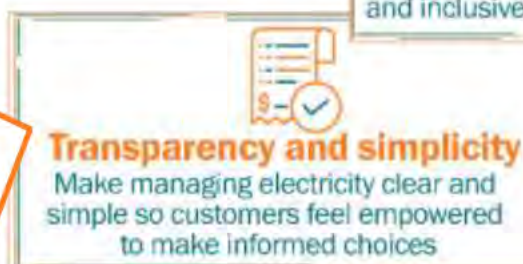 and inclusive
$
Transparency and simplicity
Make managing electricity clear and
simple so customers feel empowered
to make informed choices